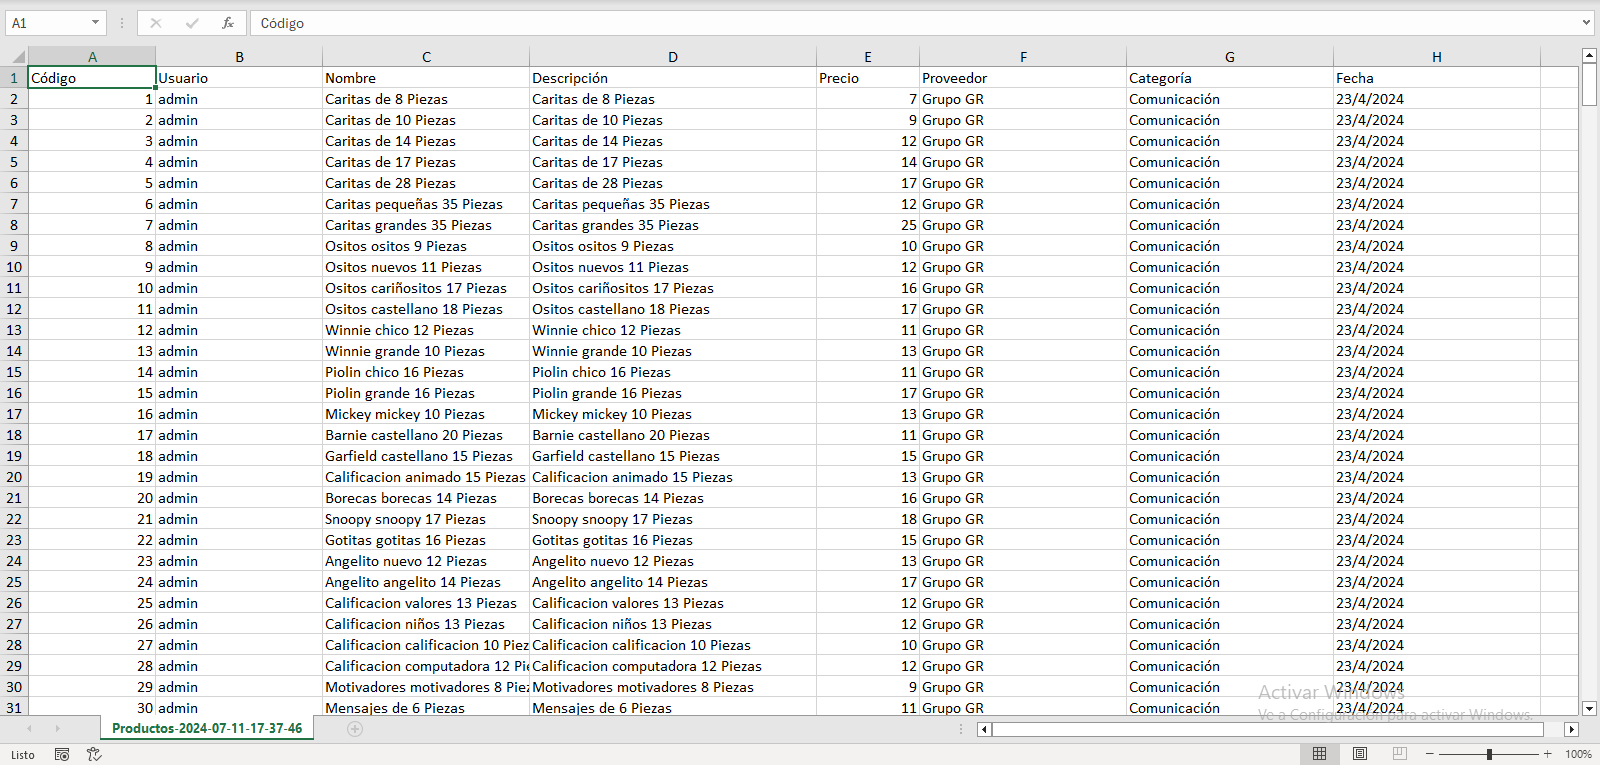 A1 fx Código
A B C D E F G H
1 Código Usuario Nombre Descripción Precio Proveedor Categoría Fecha
2 1 admin Caritas de 8 Piezas Caritas de 8 Piezas 7 Grupo GR Comunicación 23/4/2024
3 2 admin Caritas de 10 Piezas Caritas de 10 Piezas 9 Grupo GR Comunicación 23/4/2024
4 3 admin Caritas de 14 Piezas Caritas de 14 Piezas 12 Grupo GR Comunicación 23/4/2024
5 4 admin Caritas de 17 Piezas Caritas de 17 Piezas 14 Grupo GR Comunicación 23/4/2024
6 5 admin Caritas de 28 Piezas Caritas de 28 Piezas 17 Grupo GR Comunicación 23/4/2024
7 6 admin Caritas pequeñas 35 Piezas Caritas pequeñas 35 Piezas 12 Grupo GR Comunicación 23/4/2024
8 7 admin Caritas grandes 35 Piezas Caritas grandes 35 Piezas 25 Grupo GR Comunicación 23/4/2024
9 8 admin Ositos ositos 9 Piezas Ositos ositos 9 Piezas 10 Grupo GR Comunicación 23/4/2024
10 9 admin Ositos nuevos 11 Piezas Ositos nuevos 11 Piezas 12 Grupo GR Comunicación 23/4/2024
11 10 admin Ositos cariñositos 17 Piezas Ositos cariñositos 17 Piezas 16 Grupo GR Comunicación 23/4/2024
12 11 admin Ositos castellano 18 Piezas Ositos castellano 18 Piezas 17 Grupo GR Comunicación 23/4/2024
13 12 admin Winnie chico 12 Piezas Winnie chico 12 Piezas 11 Grupo GR Comunicación 23/4/2024
14 13 admin Winnie grande 10 Piezas Winnie grande 10 Piezas 13 Grupo GR Comunicación 23/4/2024
15 14 admin Piolin chico 16 Piezas Piolin chico 16 Piezas 11 Grupo GR Comunicación 23/4/2024
16 15 admin Piolin grande 16 Piezas Piolin grande 16 Piezas 17 Grupo GR Comunicación 23/4/2024
17 16 admin Mickey mickey 10 Piezas Mickey mickey 10 Piezas 13 Grupo GR Comunicación 23/4/2024
18 17 admin Barnie castellano 20 Piezas Barnie castellano 20 Piezas 11 Grupo GR Comunicación 23/4/2024
19 18 admin Garfield castellano 15 Piezas Garfield castellano 15 Piezas 15 Grupo GR Comunicación 23/4/2024
20 19 admin Calificacion animado 15 Piezas Calificacion animado 15 Piezas 13 Grupo GR Comunicación 23/4/2024
21 20 admin Borecas borecas 14 Piezas Borecas borecas 14 Piezas 16 Grupo GR Comunicación 23/4/2024
22 21 admin Snoopy snoopy 17 Piezas Snoopy snoopy 17 Piezas 18 Grupo GR Comunicación 23/4/2024
23 22 admin Gotitas gotitas 16 Piezas Gotitas gotitas 16 Piezas 15 Grupo GR Comunicación 23/4/2024
24 23 admin Angelito nuevo 12 Piezas Angelito nuevo 12 Piezas 13 Grupo GR Comunicación 23/4/2024
25 24 admin Angelito angelito 14 Piezas Angelito angelito 14 Piezas 17 Grupo GR Comunicación 23/4/2024
26 25 admin Calificacion valores 13 Piezas Calificacion valores 13 Piezas 12 Grupo GR Comunicación 23/4/2024
27 26 admin Calificacion niños 13 Piezas Calificacion niños 13 Piezas 12 Grupo GR Comunicación 23/4/2024
28 27 admin Calificacion calificacion 10 Piez Calificacion calificacion 10 Piezas 10 Grupo GR Comunicación 23/4/2024
29 28 admin Calificacion computadora 12 Pi Calificacion computadora 12 Piezas 12 Grupo GR Comunicación 23/4/2024
30 29 admin Motivadores motivadores 8 Piez Motivadores motivadores 8 Piezas 9 Grupo GR Comunicación 23/4/2024
31 30 admin Mensajes de 6 Piezas Mensajes de 6 Piezas 11 Grupo GR Comunicación 23/4/2024
Activar Windows
Ve a Configuración para activar Windows.
Productos-2024-07-11-17-37-46
Listo 100%